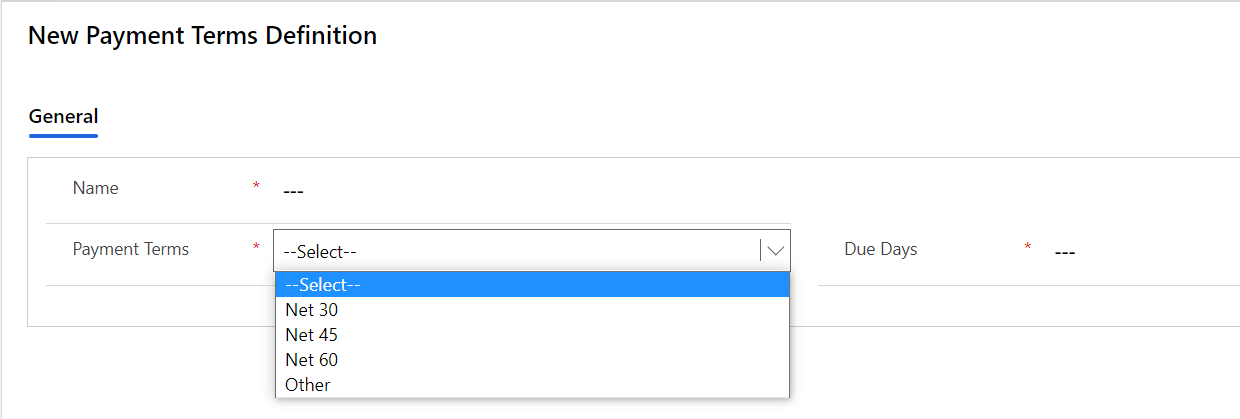 New Payment Terms Definition
General
Name * ---
Payment Terms * --Select-- Due Days * ---
--Select--
Net 30
Net 45
Net 60
Other